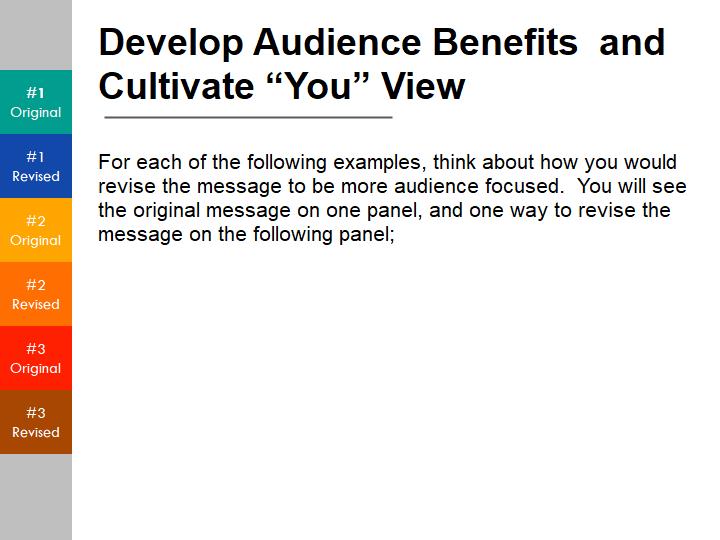 Develop Audience Benefits  and
Cultivate “You” View
#1
Original
#1
Revised
#2
Original
#2
Revised
#3
Original
#3
Revised
For each of the following examples, think about how you would
revise the message to be more audience focused.  You will see
the original message on one panel, and one way to revise the
message on the following panel;